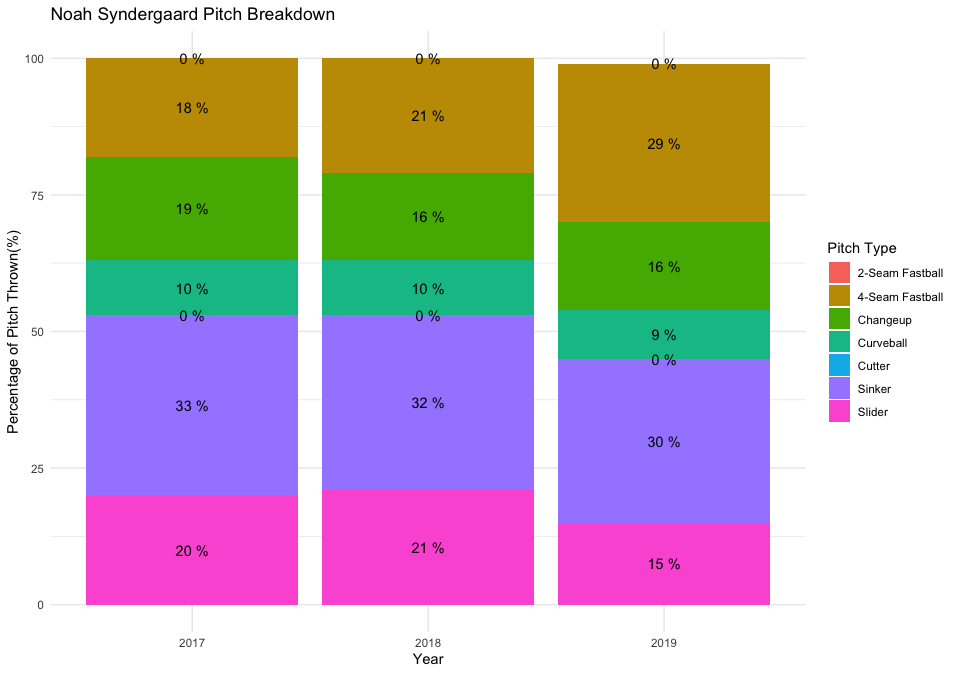 Noah Syndergaard Pitch Breakdown
Percentage of Pitch Thrown(%)
100
75
50
25
0
0 %
18 %
19 %
10 %
0 %
33 %
20 %
0 %
21 %
16 %
10 %
0 %
32 %
21 %
0 %
29 %
16 %
9 %
0 %
30 %
15 %
2017
2018
2019
Year
Pitch Type
2-Seam Fastball
4-Seam Fastball
Changeup
Curveball
Cutter
Sinker
Slider